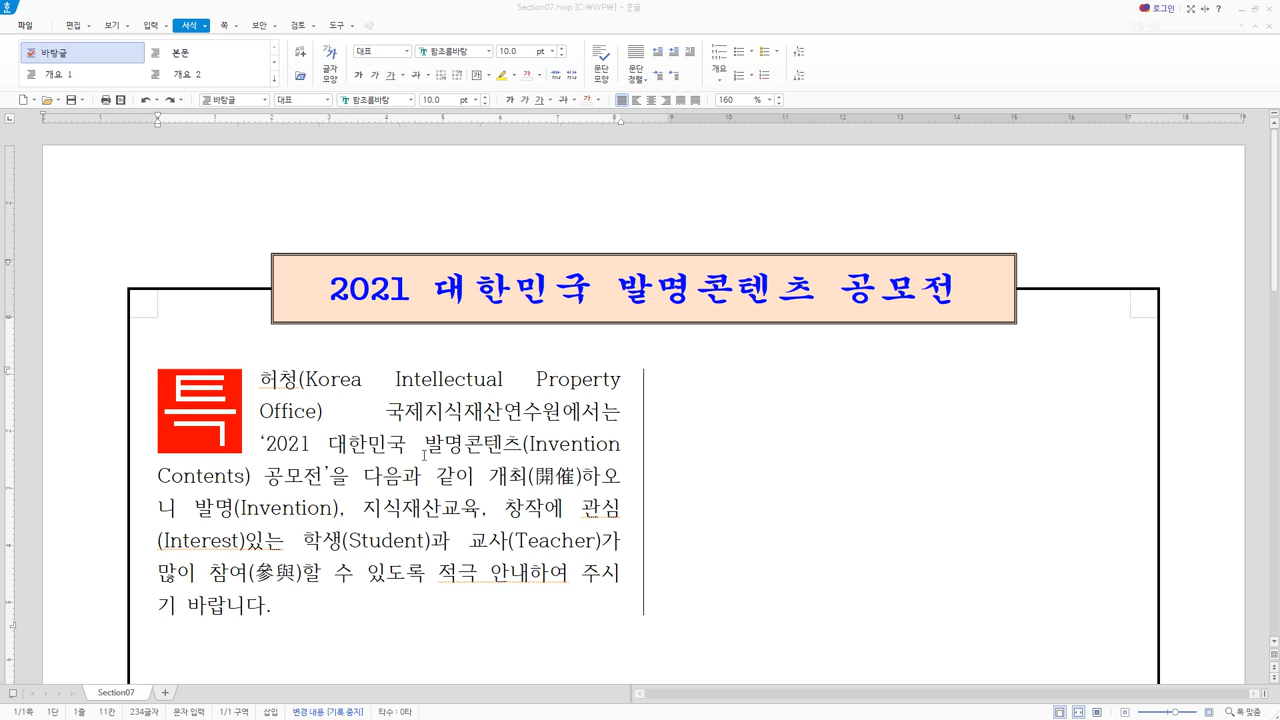 Section07.hwp [C:\WP\] - 흔글
로그인
파일 편집 보기 입력 서식 쪽 보안 검토 도구
바탕글 본문
개요 1 개요 2
글자 모양
대표 함초롬바탕 10.0 pt
문단 모양
문단 정렬
개요
바탕글 대표 함초롬바탕 10.0 pt 160 %
2021 대한민국 발명콘텐츠 공모전
특허청(Korea Intellectual Property
Office) 국제지식재산연수원에서는
‘2021 대한민국 발명콘텐츠(Invention
Contents) 공모전’을 다음과 같이 개최(開催)하오
니 발명(Invention), 지식재산교육, 창작에 관심
(Interest)있는 학생(Student)과 교사(Teacher)가
많이 참여(參與)할 수 있도록 적극 안내하여 주시
기 바랍니다.
Section07
1/1쪽 1단 1줄 11칸 234글자 문자 입력 1/1 구역 삽입 변경 내용 [기록 중지] 타수 : 0타 폭 맞춤